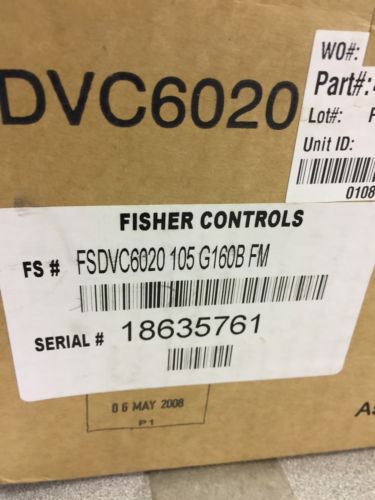 DVC6020
WO#:
Part#:
Lot#: F
Unit ID:
0108
FISHER CONTROLS
FS # FSDVC6020 105 G160B FM
SERIAL # 18635761
06 MAY 2008
P1
As